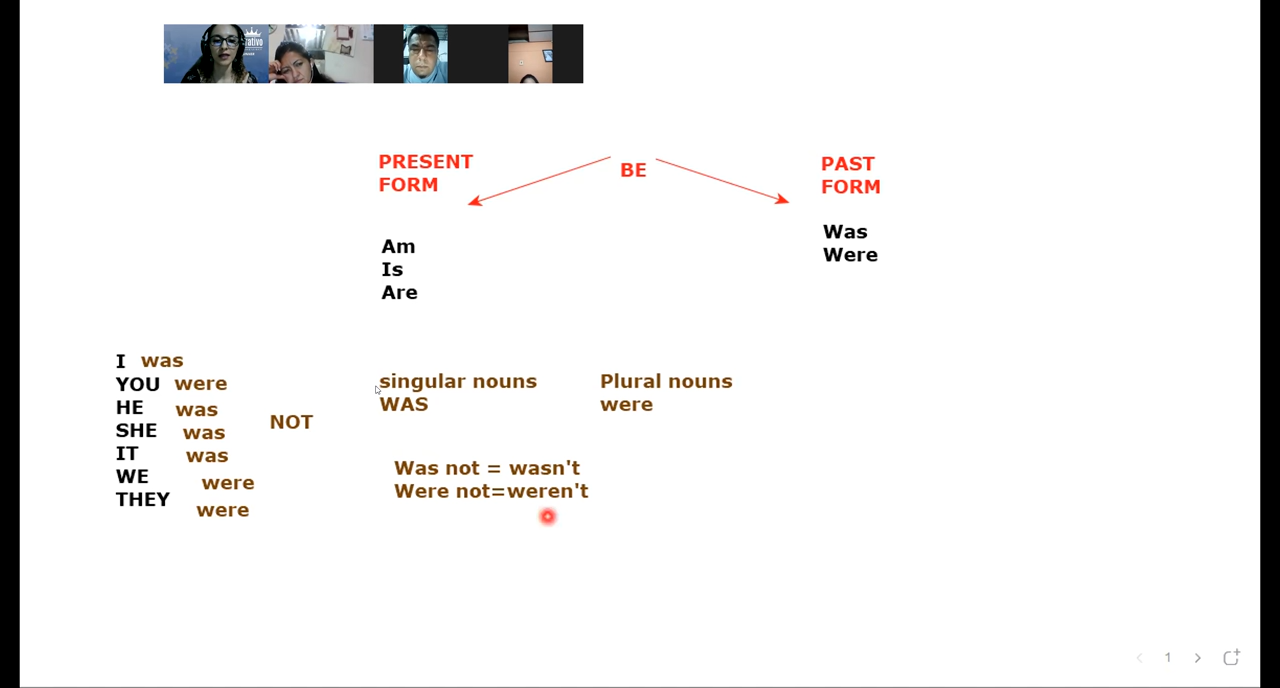 PRESENT
FORM
BE
PAST
FORM
Am
Is
Are
Was
Were
I was
YOU were
HE was
SHE was
IT was
WE were
THEY were
NOT
singular nouns
WAS
Plural nouns
were
Was not = wasn't
Were not=weren't
1